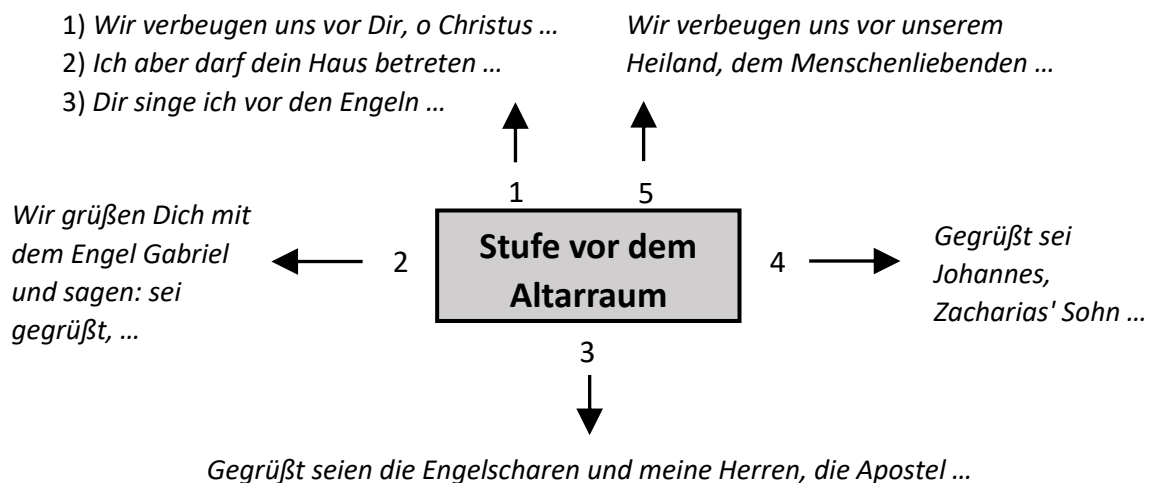 1) Wir verbeugen uns vor Dir, o Christus …
2) Ich aber darf dein Haus betreten …
3) Dir singe ich vor den Engeln …
Wir verbeugen uns vor unserem
Heiland, dem Menschenliebenden …
1
5
Wir grüßen Dich mit
dem Engel Gabriel
und sagen: sei
gegrüßt, …
2
Stufe vor dem
Altarraum
4
Gegrüßt sei
Johannes,
Zacharias' Sohn …
3
Gegrüßt seien die Engelscharen und meine Herren, die Apostel …